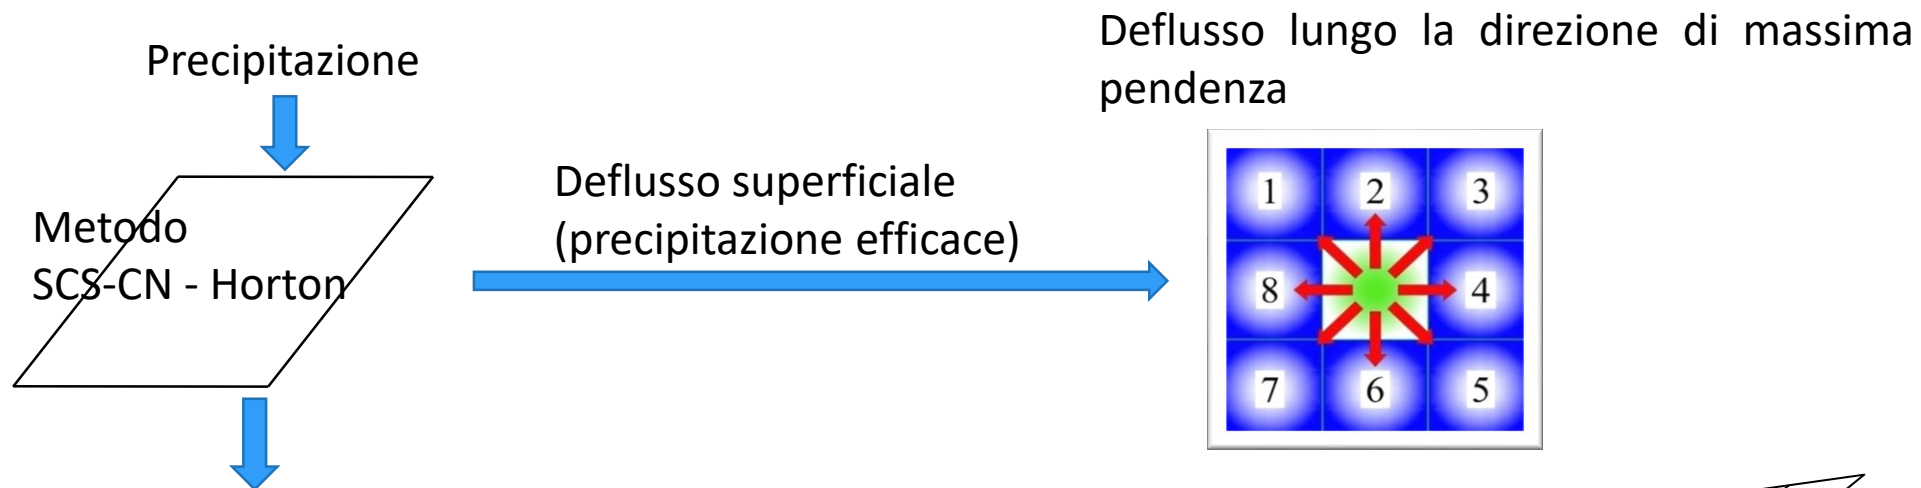 Precipitazione
Metodo
SCS-CN - Horton
Deflusso superficiale
(precipitazione efficace)
Deflusso lungo la direzione di massima
pendenza
1 2 3
8 4
7 6 5